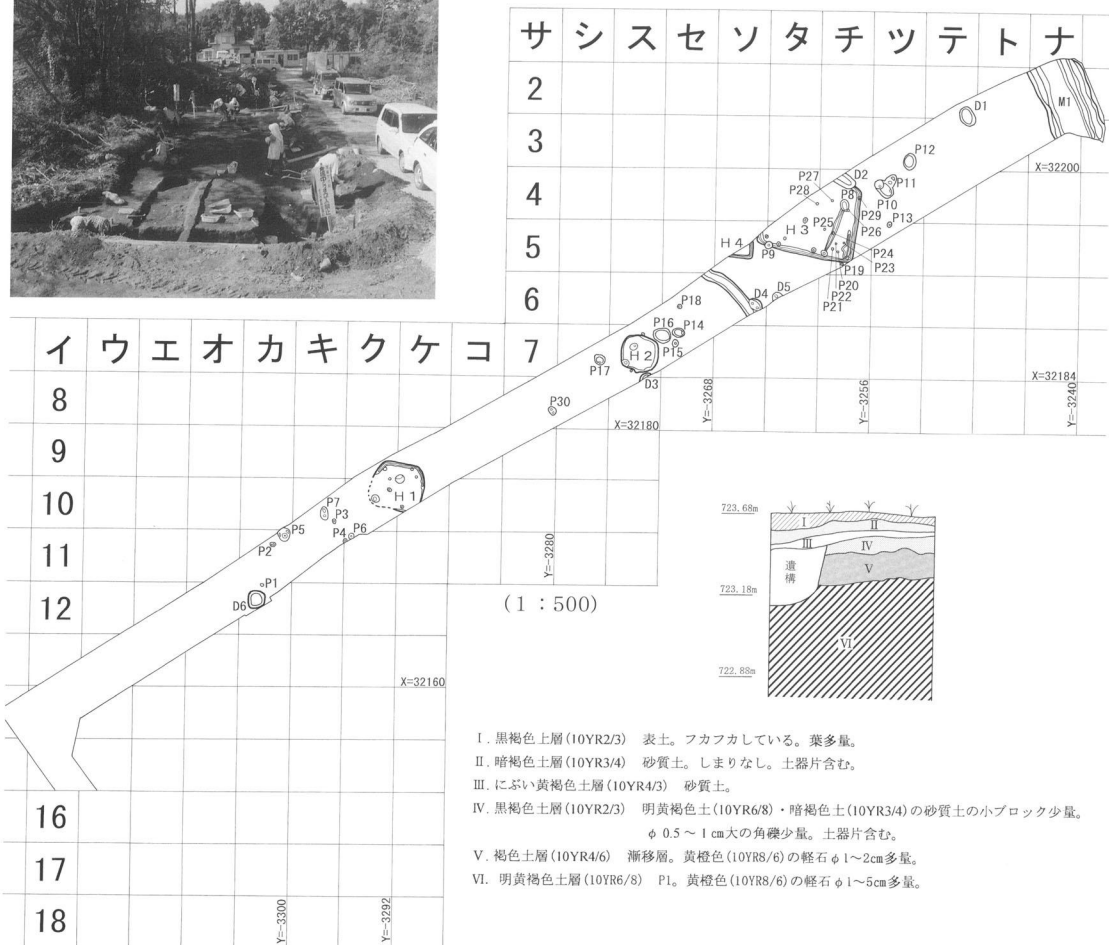 サ シ ス セ ソ タ チ ツ テ ト ナ
2
3
4
5
6
7
M1
D1
P12
X=32200
P27
D2
P28
P11
P8
P10
P29
P13
P25
P26
H3
H4
P24
P9
P23
P19
P20
P22
P21
D4
D5
P18
P16
P14
P15
H2
P17
D3
X=32184
Y=-3268
Y=-3256
Y=-3240
X=32180
P30
イ ウ エ オ カ キ ク ケ コ
8
9
10
11
12
H1
P7
P3
P5
P4
P6
P2
P1
D6
Y=-3280
X=32160
16
17
18
Y=-3300
Y=-3292
(1：500)
723.68m
723.18m
722.88m
I
II
III
IV
遺構
V
VI
I. 黒褐色土層(10YR2/3) 表土。フカフカしている。葉多量。
II. 暗褐色土層(10YR3/4) 砂質土。しまりなし。土器片含む。
III. にぶい黄褐色土層(10YR4/3) 砂質土。
IV. 黒褐色土層(10YR2/3) 明黄褐色土(10YR6/8)・暗褐色土(10YR3/4)の砂質土の小ブロック少量。
φ0.5～1cm大の角礫少量。土器片含む。
V. 褐色土層(10YR4/6) 漸移層。黄橙色(10YR8/6)の軽石φ1～2cm多量。
VI. 明黄褐色土層(10YR6/8) P1。黄橙色(10YR8/6)の軽石φ1～5cm多量。